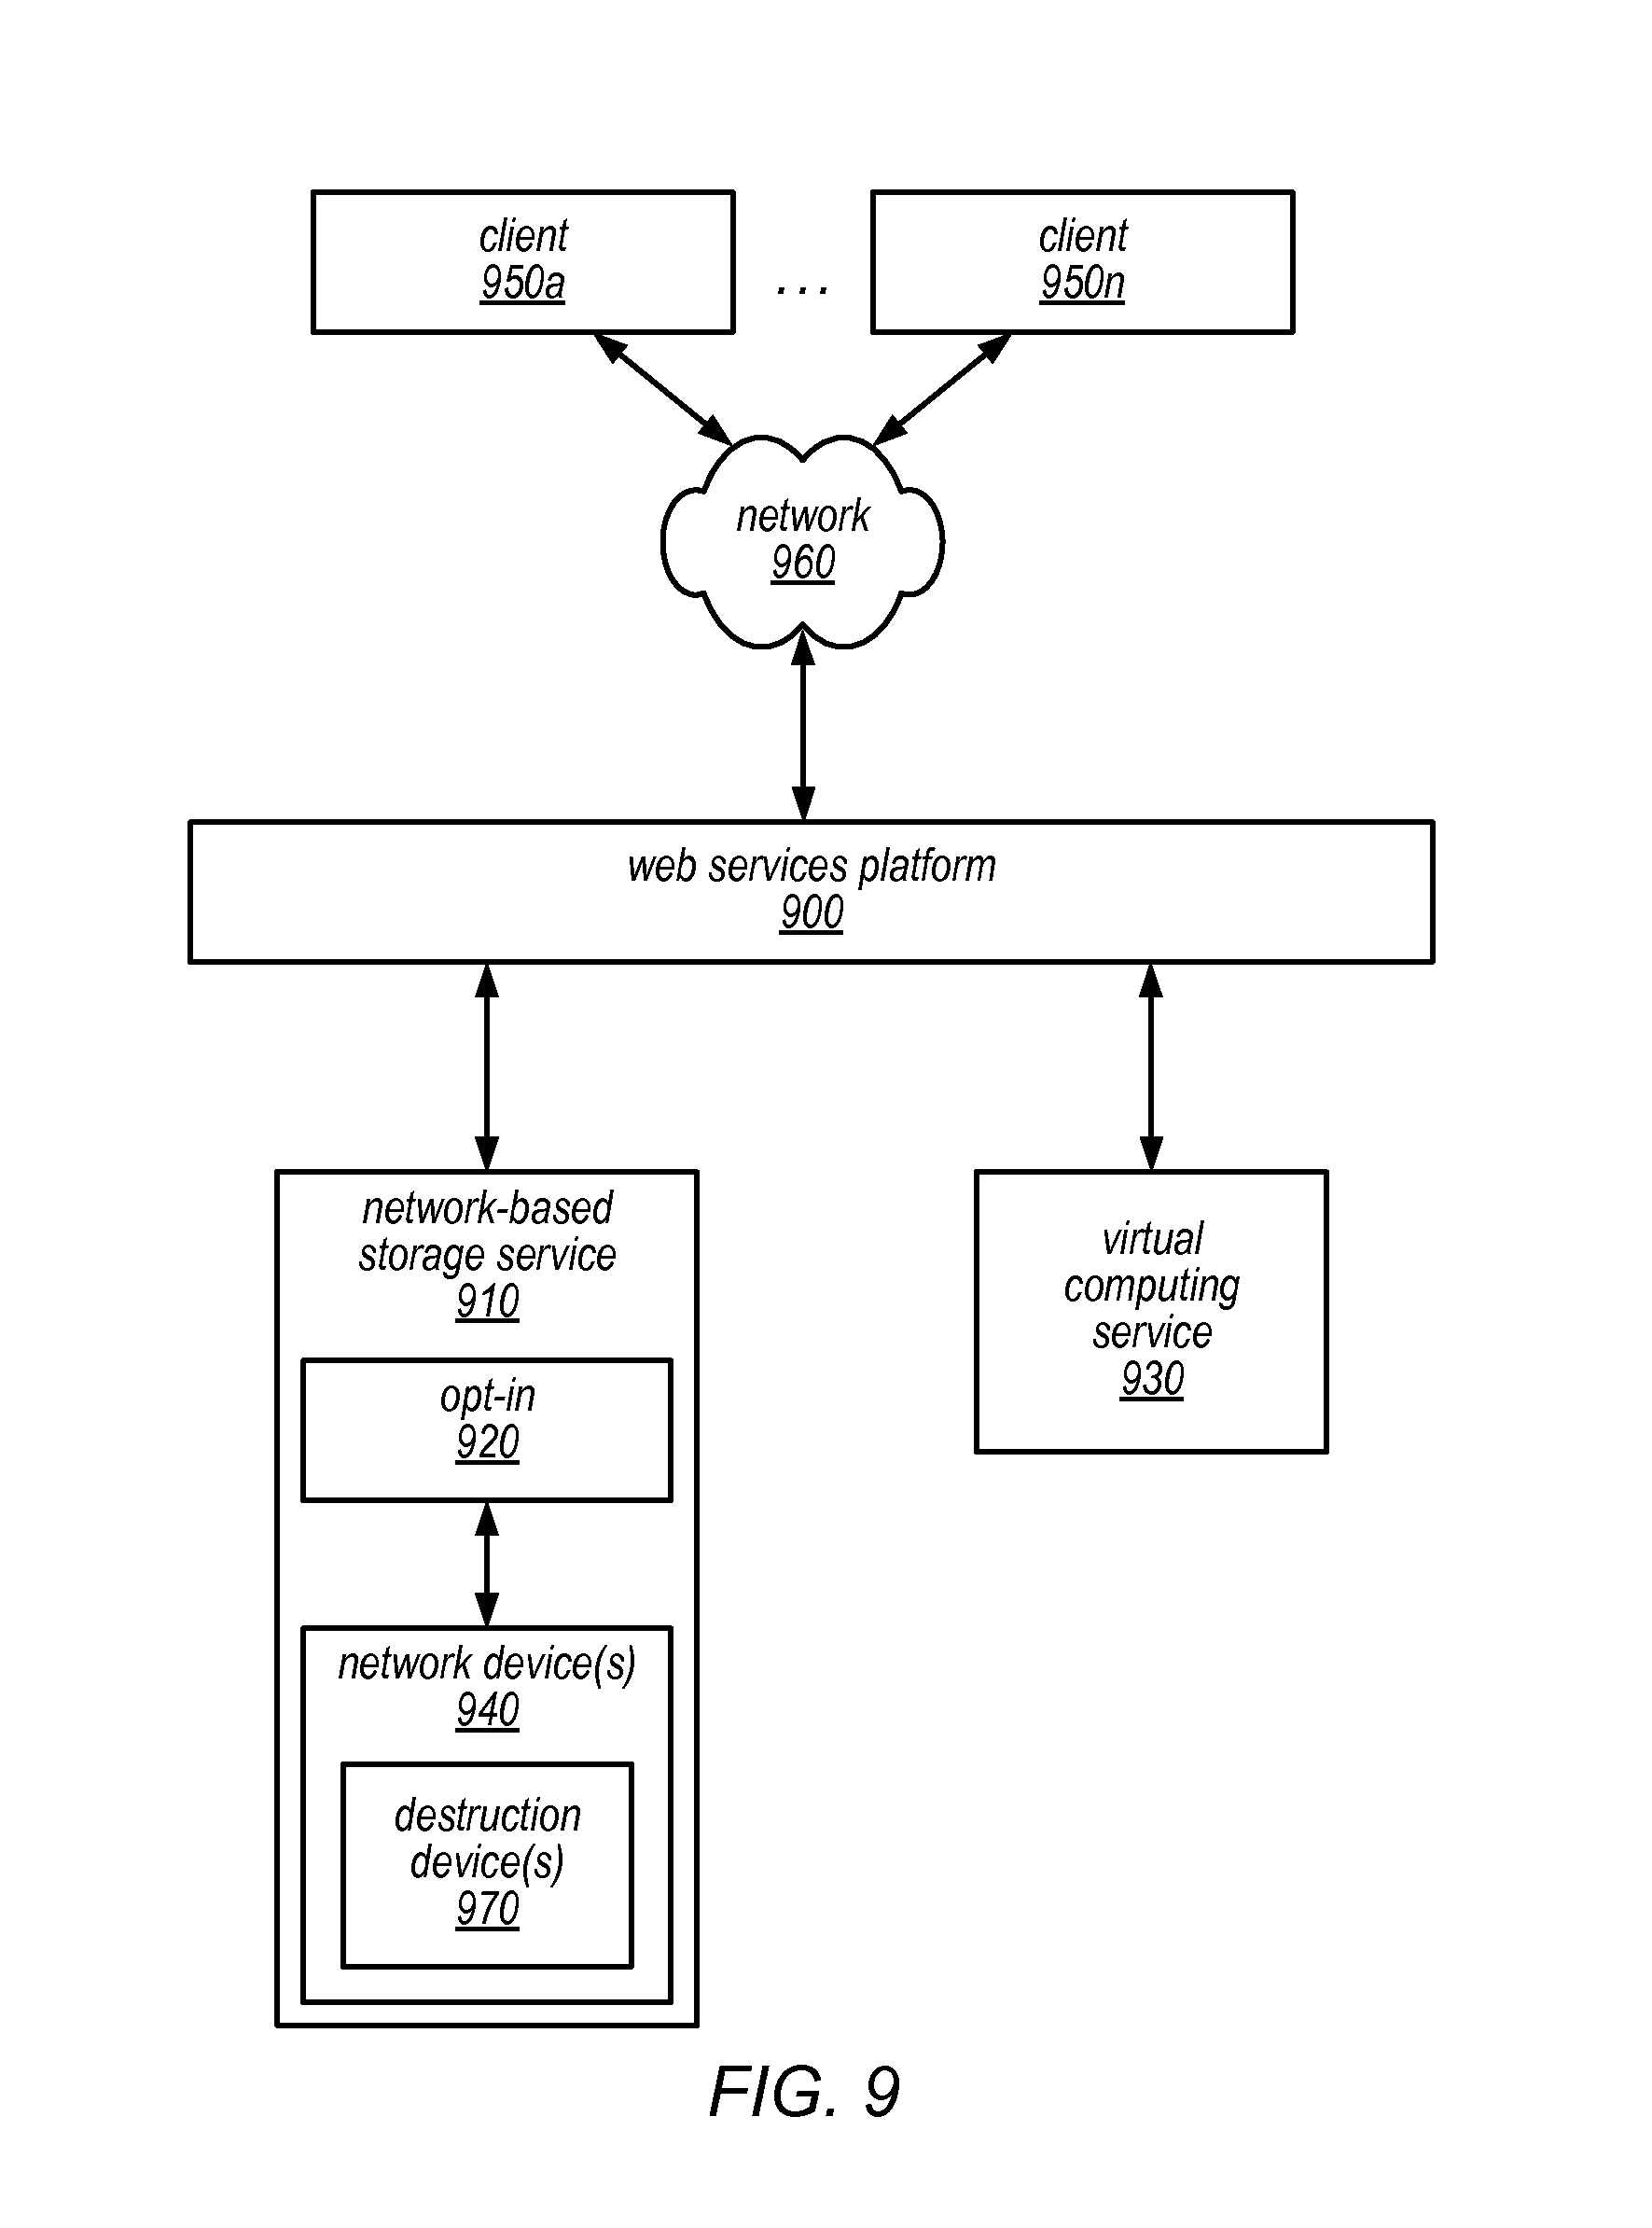 client
950a
...
client
950n
network
960
web services platform
900
network-based
storage service
910
opt-in
920
network device(s)
940
destruction
device(s)
970
virtual
computing
service
930
FIG. 9